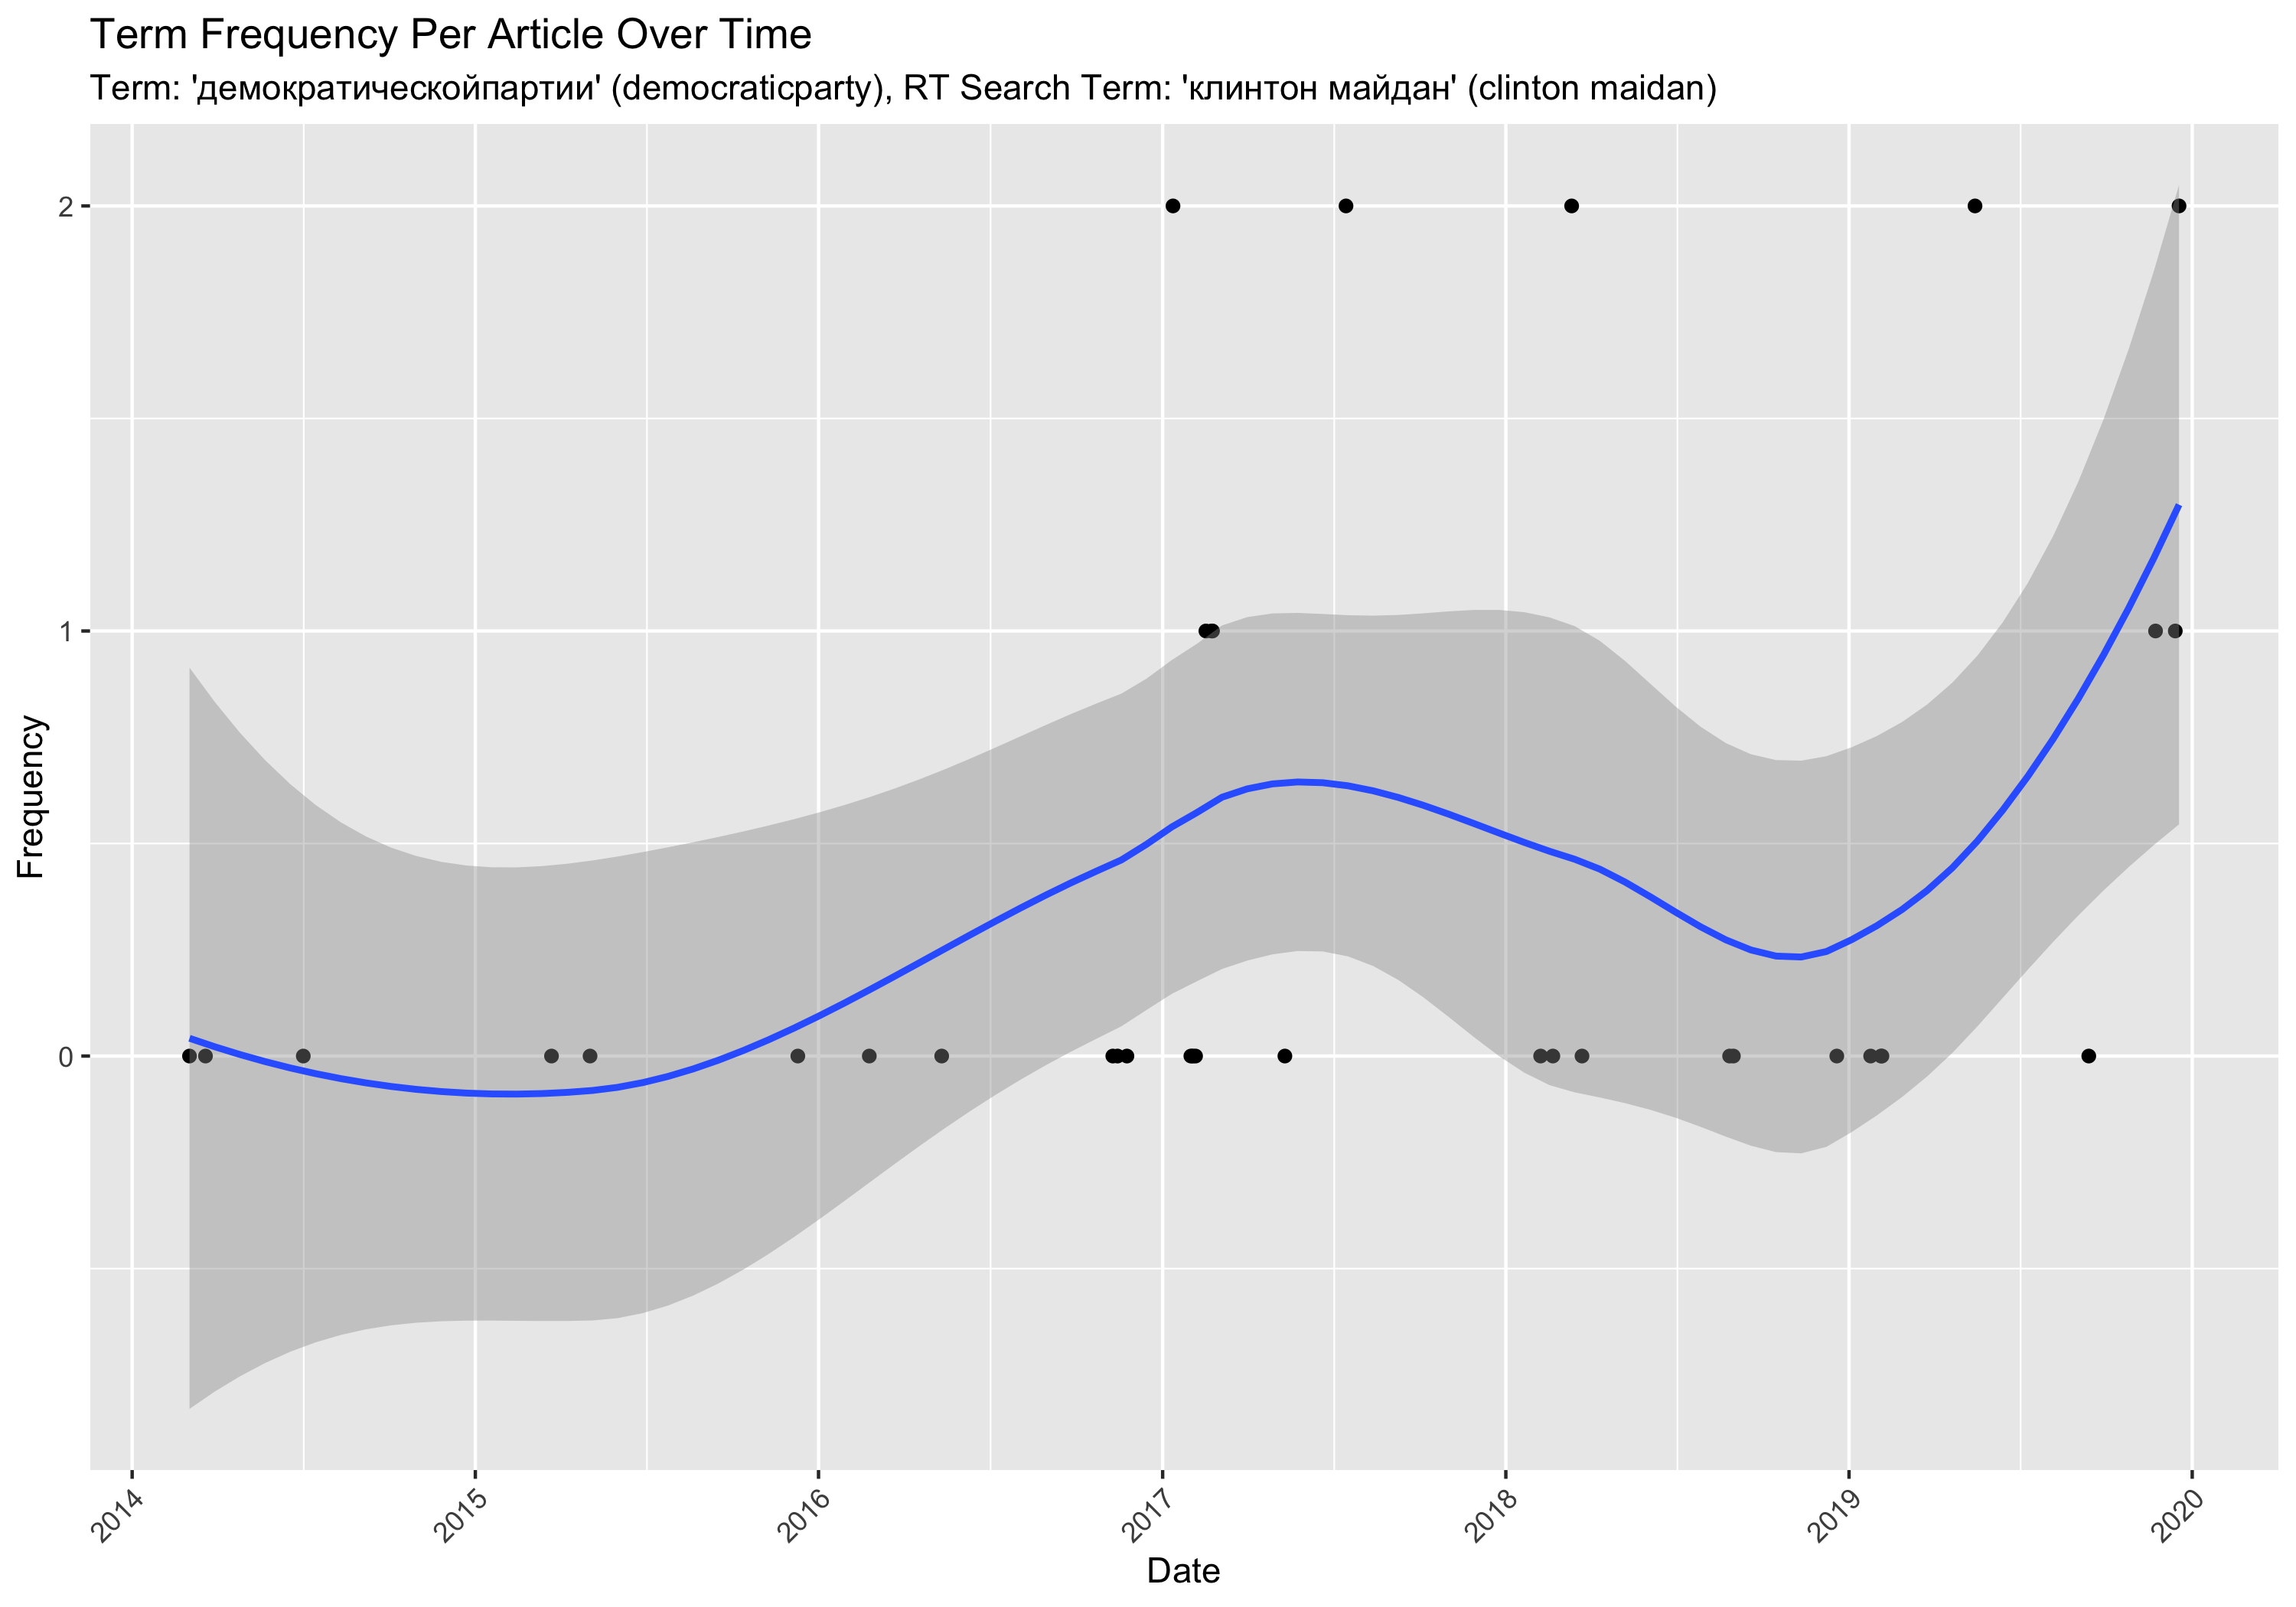 Term Frequency Per Article Over Time
Term: 'демократическойпартии' (democraticparty), RT Search Term: 'клинтон майдан' (clinton maidan)
2
1
0
Frequency
2014
2015
2016
2017
2018
2019
2020
Date